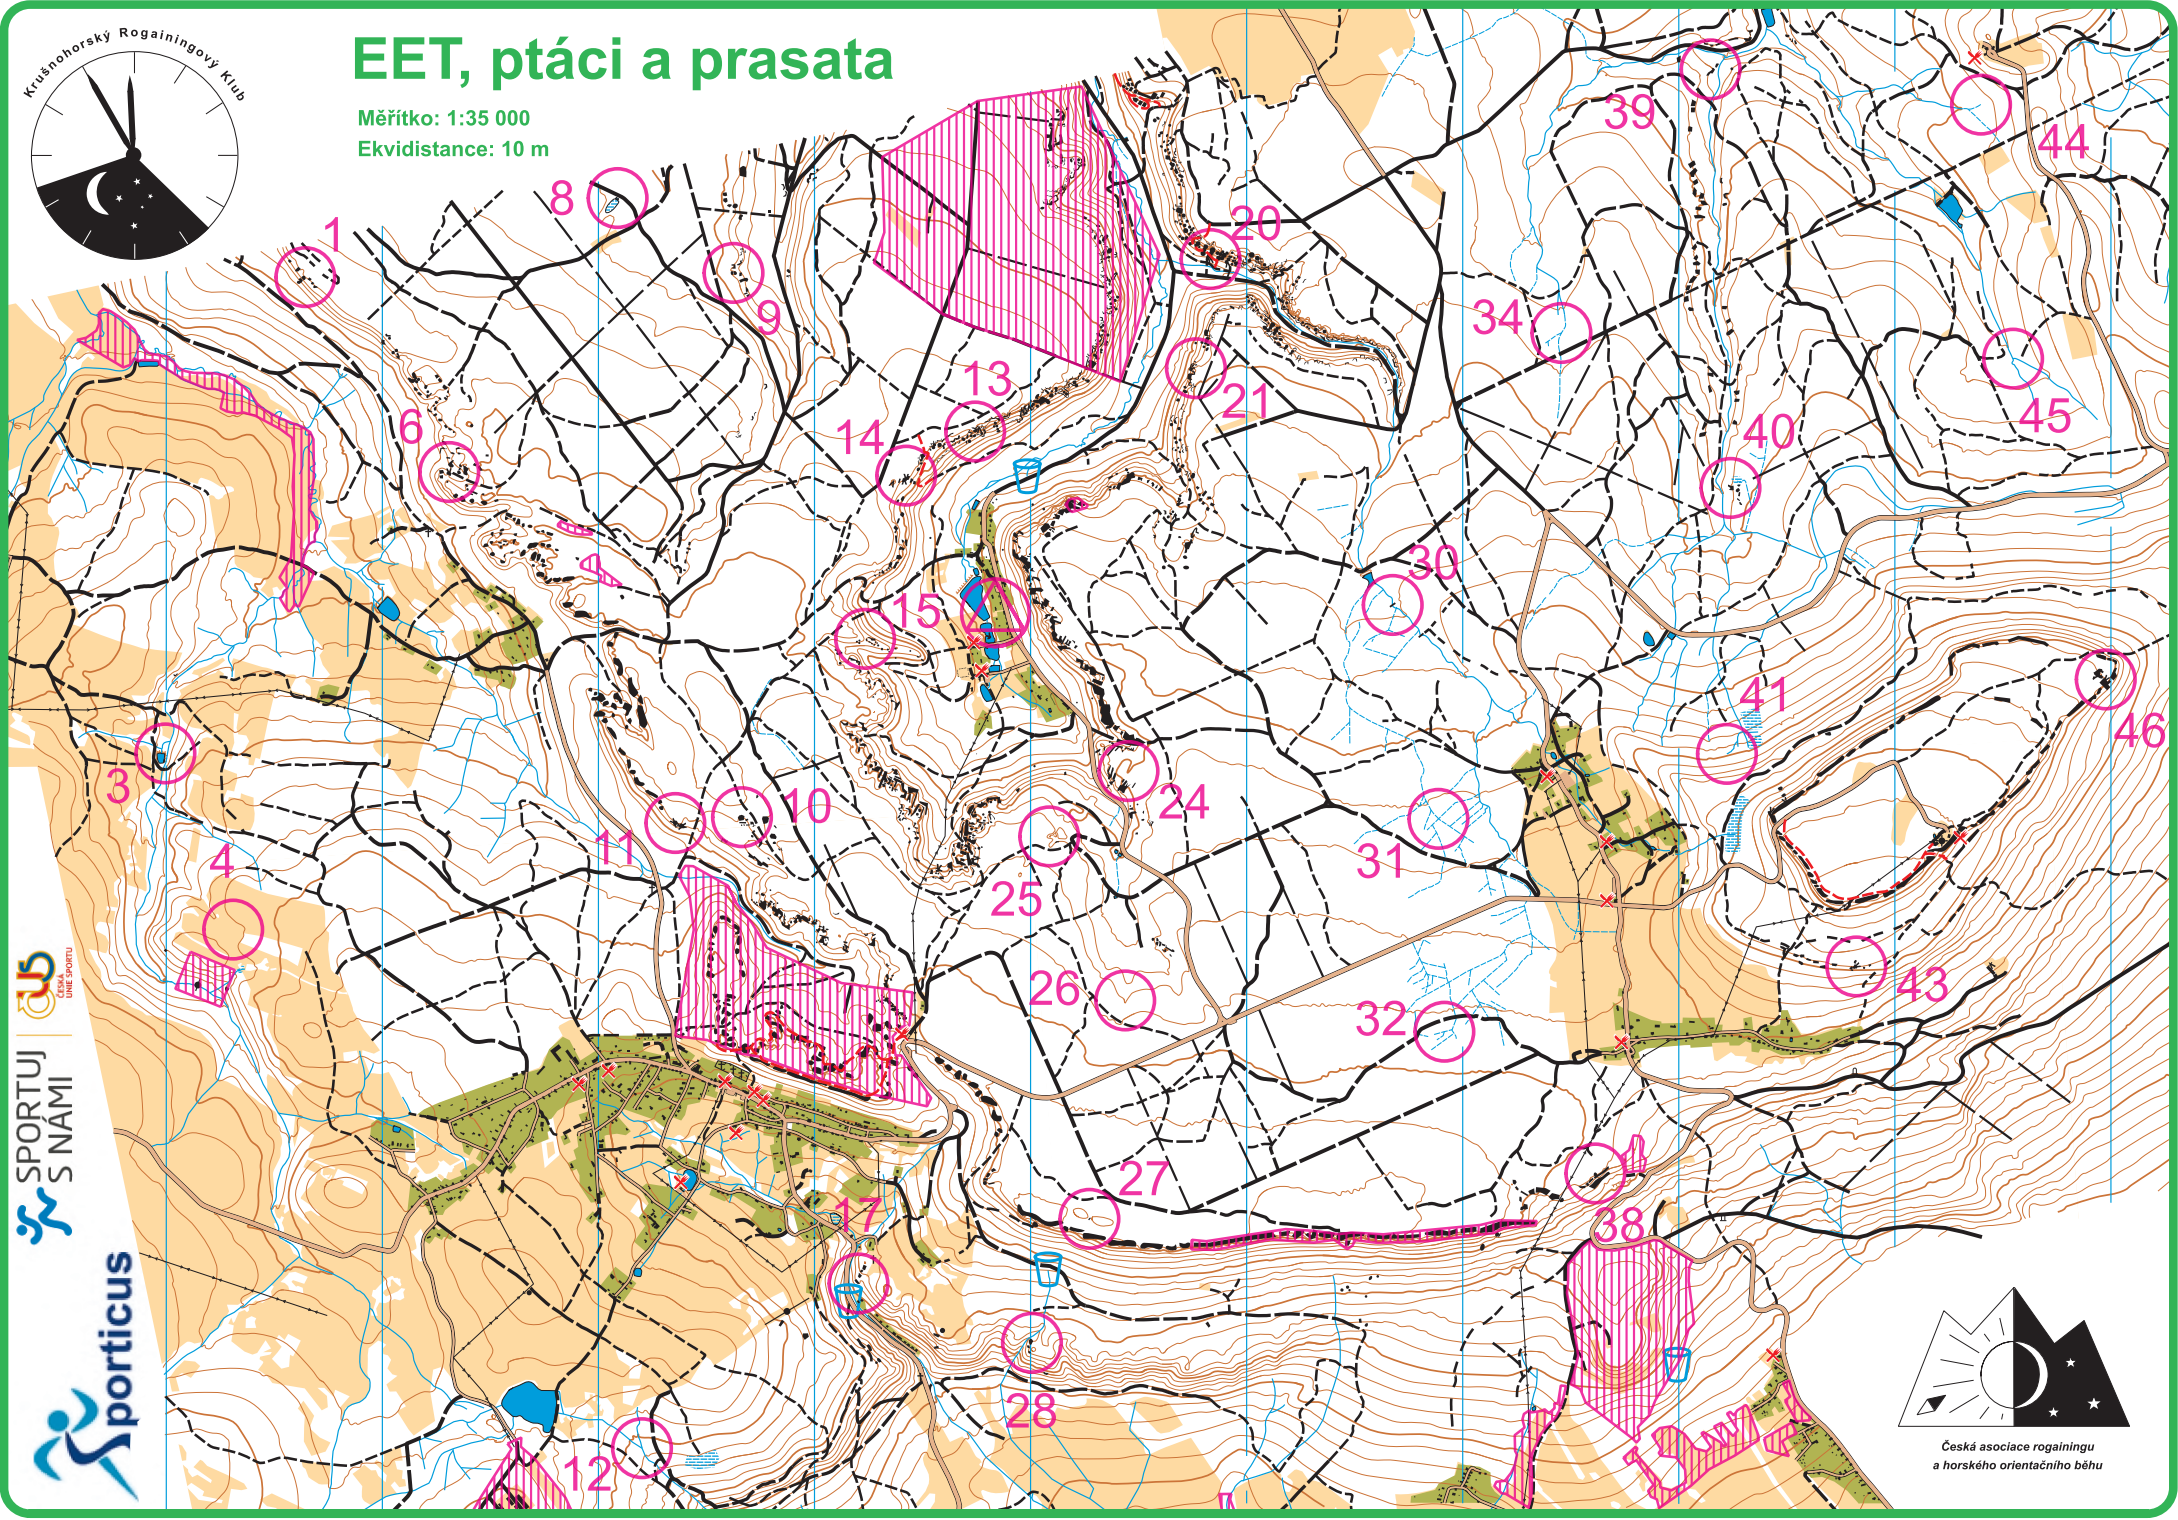 Krušnohorský Rogainingový Klub
EET, ptáci a prasata
Měřítko: 1:35 000
Ekvidistance: 10 m
1
8
9
39
44
20
34
13
21
14
6
45
40
30
15
41
46
3
10
24
11
4
31
25
26
32
43
27
17
38
28
12
ČUS
ČESKÁ
UNIE SPORTU
SPORTUJ
S NÁMI
porticus
Česká asociace rogainingu
a horského orientačního běhu